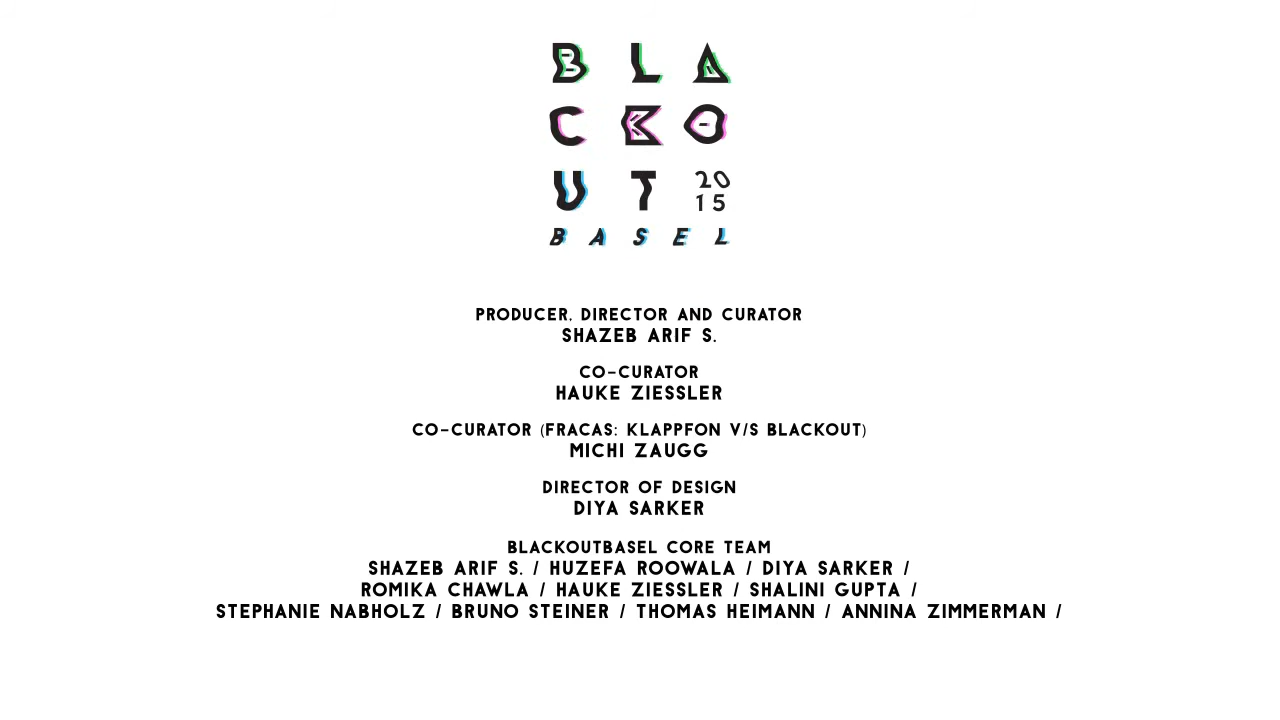 B L A
C K O
U T 20
15
B A S E L
PRODUCER, DIRECTOR AND CURATOR
SHAZEB ARIF S.
CO-CURATOR
HAUKE ZIESSLER
CO-CURATOR (FRACAS: KLAPPFON V/S BLACKOUT)
MICHI ZAUGG
DIRECTOR OF DESIGN
DIYA SARKER
BLACKOUTBASEL CORE TEAM
SHAZEB ARIF S. / HUZEFA ROOWALA / DIYA SARKER /
ROMIKA CHAWLA / HAUKE ZIESSLER / SHALINI GUPTA /
STEPHANIE NABHOLZ / BRUNO STEINER / THOMAS HEIMANN / ANNINA ZIMMERMAN /